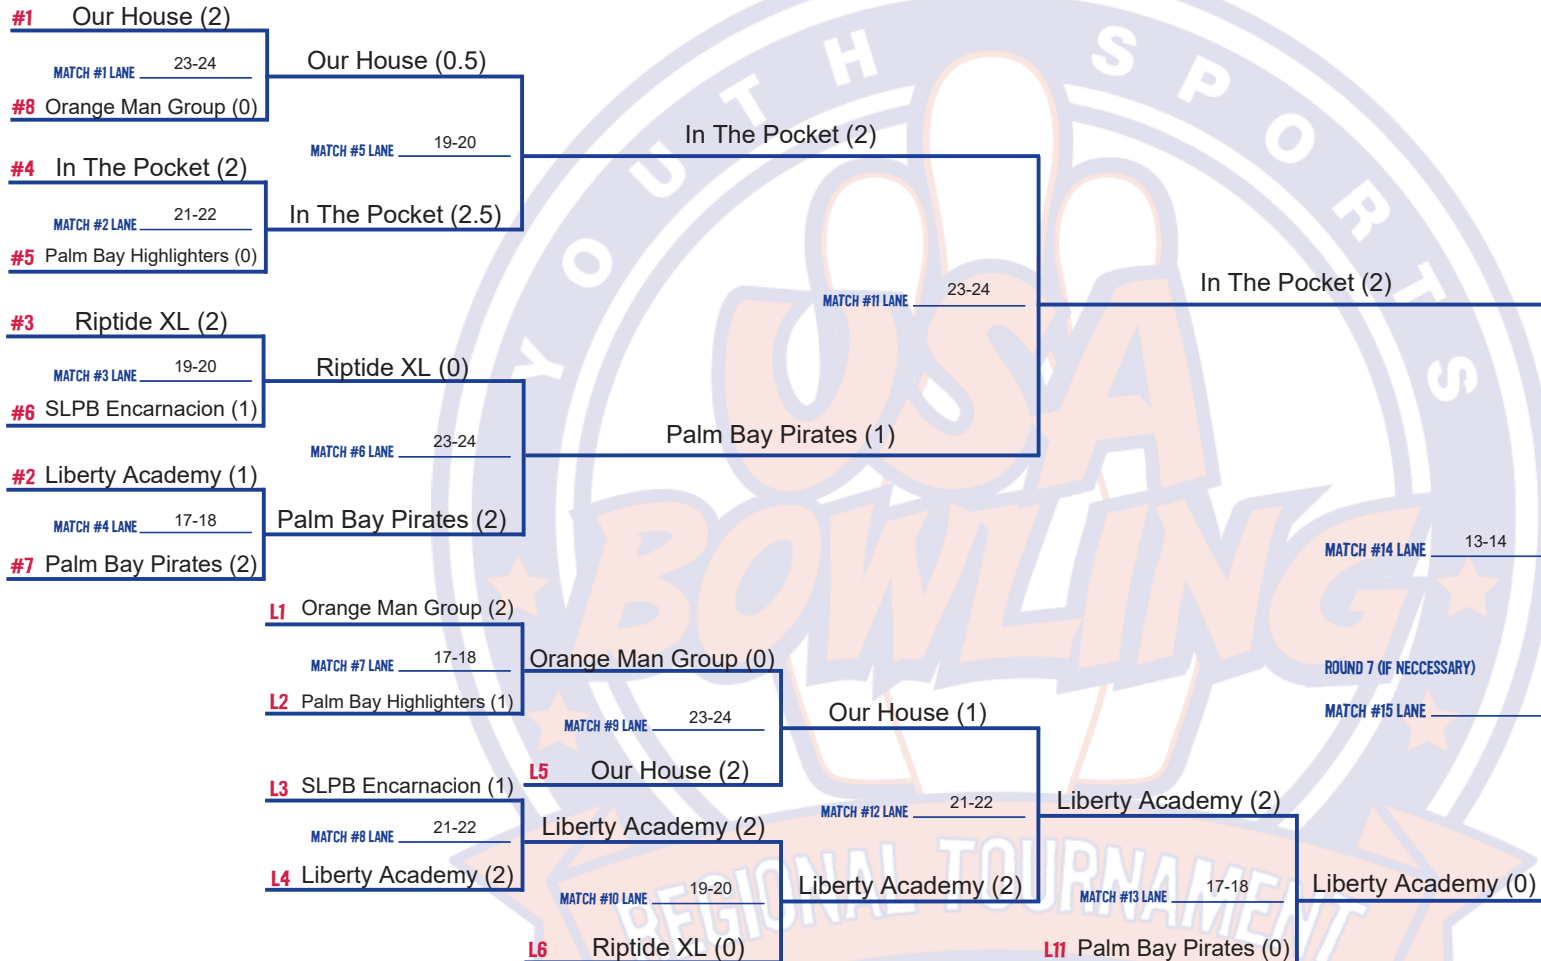 #1 Our House (2)
MATCH #1 LANE 23-24
#8 Orange Man Group (0)
Our House (0.5)
#4 In The Pocket (2)
MATCH #2 LANE 21-22
#5 Palm Bay Highlighters (0)
MATCH #5 LANE 19-20
In The Pocket (2.5)
In The Pocket (2)
#3 Riptide XL (2)
MATCH #3 LANE 19-20
#6 SLPB Encarnacion (1)
Riptide XL (0)
#2 Liberty Academy (1)
MATCH #4 LANE 17-18
#7 Palm Bay Pirates (2)
MATCH #6 LANE 23-24
Palm Bay Pirates (2)
Palm Bay Pirates (1)
MATCH #11 LANE 23-24
In The Pocket (2)
MATCH #14 LANE 13-14
ROUND 7 (IF NECCESSARY)
MATCH #15 LANE
L1 Orange Man Group (2)
MATCH #7 LANE 17-18
L2 Palm Bay Highlighters (1)
Orange Man Group (0)
MATCH #9 LANE 23-24
L5 Our House (2)
Our House (1)
L3 SLPB Encarnacion (1)
MATCH #8 LANE 21-22
L4 Liberty Academy (2)
Liberty Academy (2)
MATCH #10 LANE 19-20
L6 Riptide XL (0)
Liberty Academy (2)
MATCH #12 LANE 21-22
Liberty Academy (2)
MATCH #13 LANE 17-18
L11 Palm Bay Pirates (0)
Liberty Academy (0)
YOUTH SPORTS
USA
BOWLING
REGIONAL TOURNAMENT